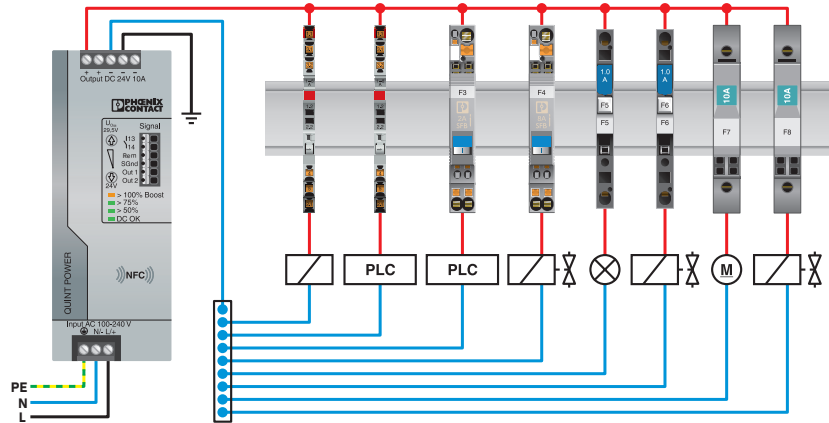 + + − − −
Output DC 24V 10A
PHŒNIX
CONTACT
UOut
29,5V
Signal
13
14
Rem
SGnd
Out 1
Out 2
24V
> 100% Boost
> 75%
> 50%
DC OK
QUINT POWER
NFC
Input AC 100-240 V
N/- L/+
PE
N
L
F3
F4
1.0
A
F5
F5
1.0
A
F6
F6
10A
F7
10A
F8
PLC
PLC
M